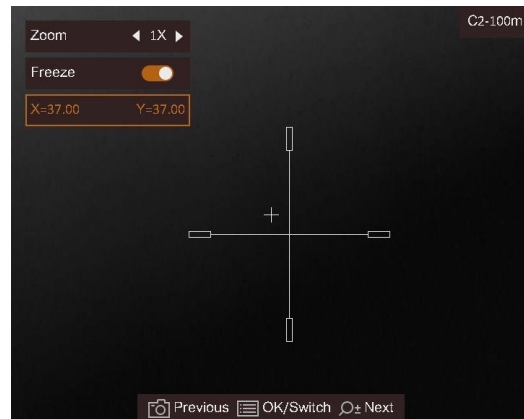 C2-100m
Zoom 1X
Freeze
X=37.00 Y=37.00
Previous OK/Switch Next